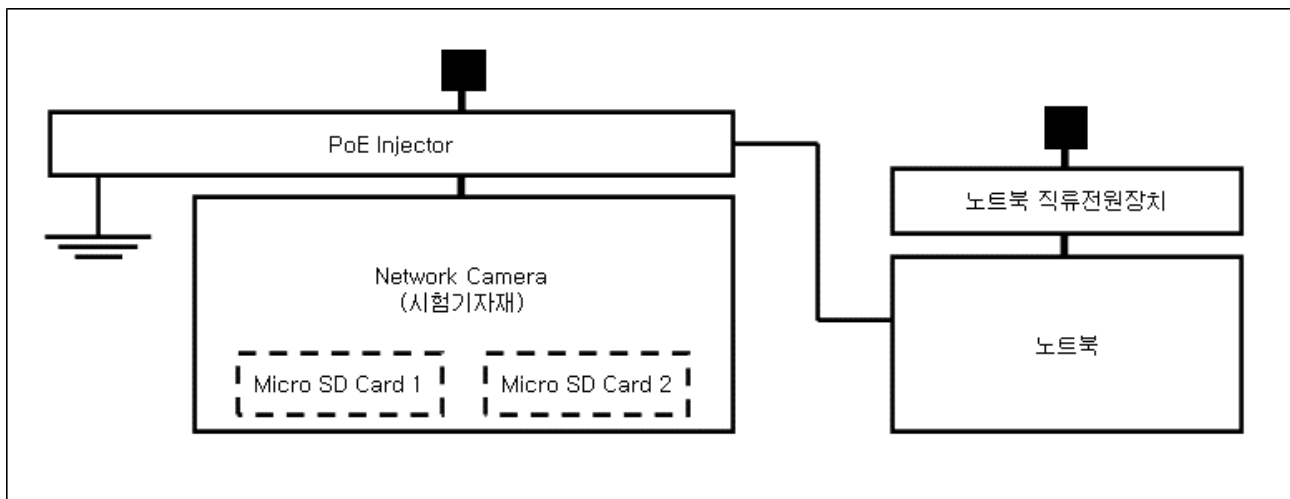 PoE Injector
노트북 직류전원장치
Network Camera
(시험기자재)
노트북
Micro SD Card 1
Micro SD Card 2